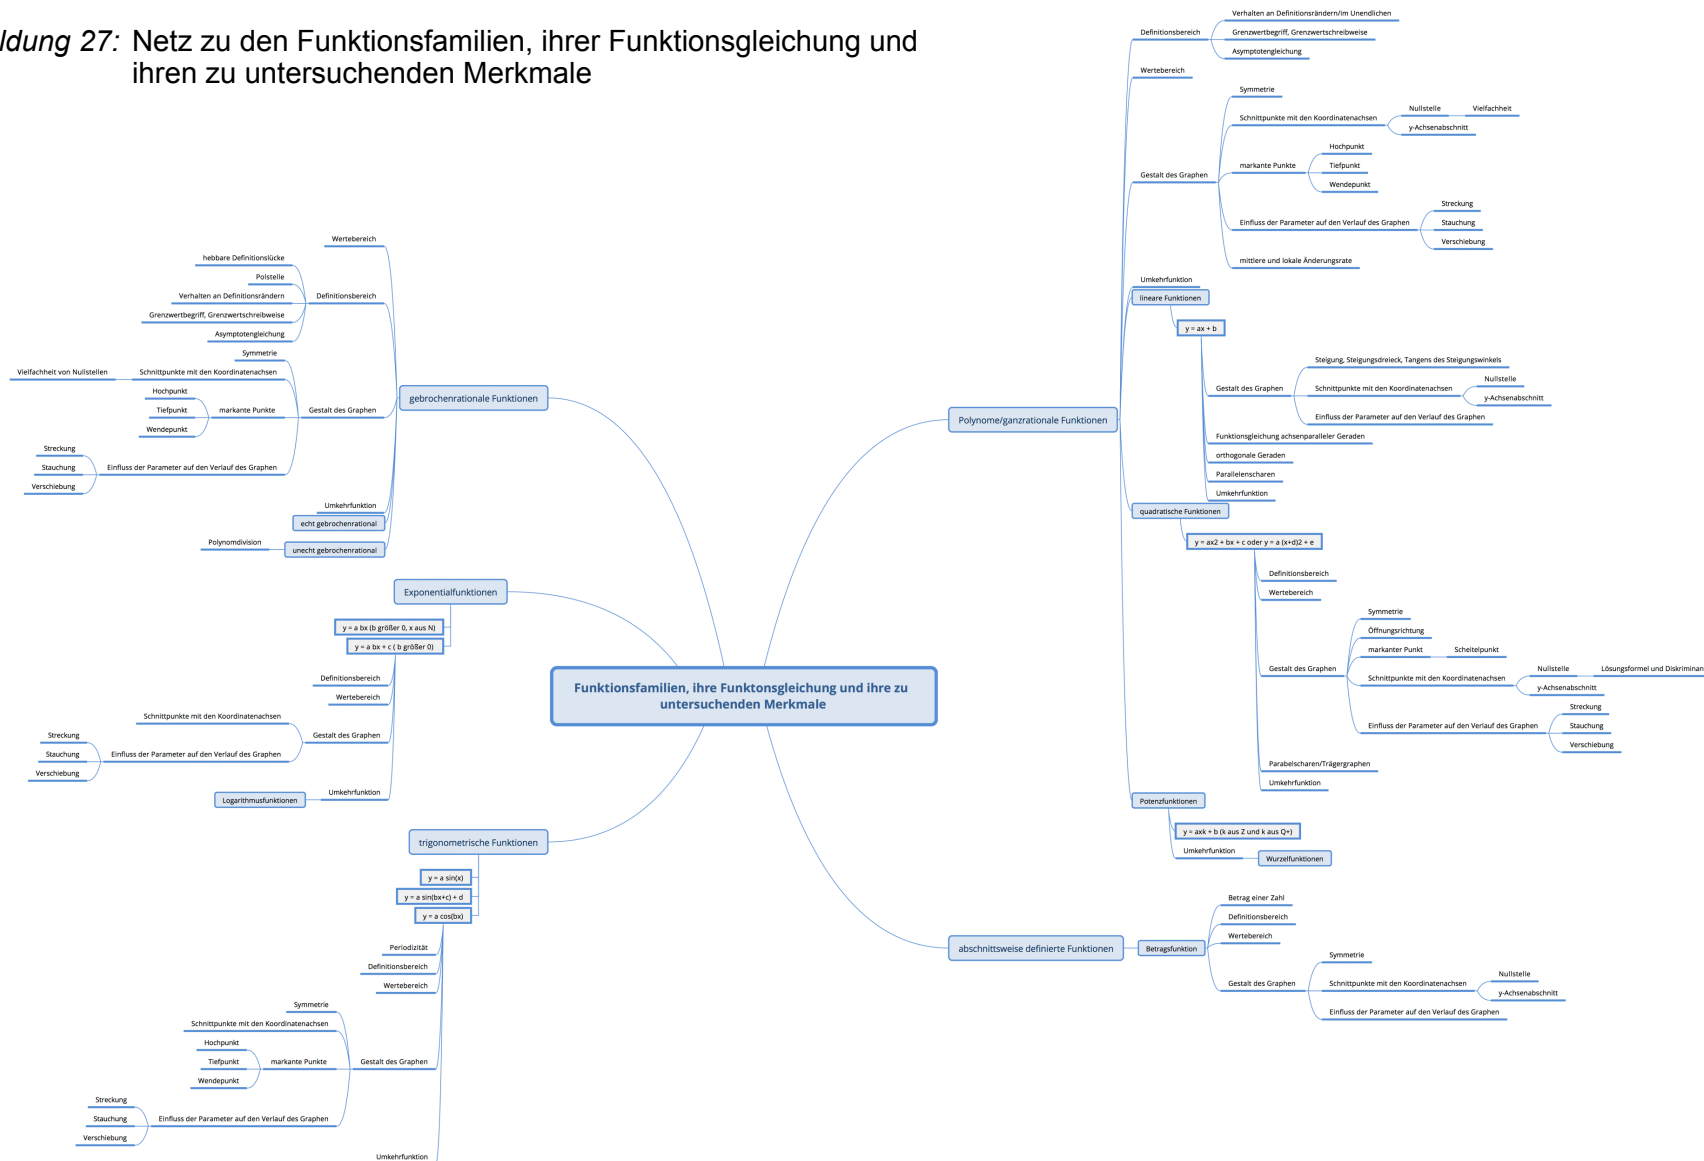 ldung 27: Netz zu den Funktionsfamilien, ihrer Funktionsgleichung und
ihren zu untersuchenden Merkmale
Funktionsfamilien, ihre Funktonsgleichung und ihre zu
untersuchenden Merkmale
gebrochenrationale Funktionen
Wertebereich
Definitionsbereich
hebbare Definitionslücke
Polstelle
Verhalten an Definitionsrändern
Grenzwertbegriff, Grenzwertschreibweise
Asymptotengleichung
Gestalt des Graphen
Symmetrie
Schnittpunkte mit den Koordinatenachsen
Vielfachheit von Nullstellen
markante Punkte
Hochpunkt
Tiefpunkt
Wendepunkt
Einfluss der Parameter auf den Verlauf des Graphen
Streckung
Stauchung
Verschiebung
Umkehrfunktion
echt gebrochenrational
unecht gebrochenrational
Polynomdivision
Exponentialfunktionen
y = a bx (b größer 0, x aus N)
y = a bx + c ( b größer 0)
Definitionsbereich
Wertebereich
Gestalt des Graphen
Schnittpunkte mit den Koordinatenachsen
Einfluss der Parameter auf den Verlauf des Graphen
Streckung
Stauchung
Verschiebung
Umkehrfunktion
Logarithmusfunktionen
trigonometrische Funktionen
y = a sin(x)
y = a sin(bx+c) + d
y = a cos(bx)
Periodizität
Definitionsbereich
Wertebereich
Gestalt des Graphen
Symmetrie
Schnittpunkte mit den Koordinatenachsen
markante Punkte
Hochpunkt
Tiefpunkt
Wendepunkt
Einfluss der Parameter auf den Verlauf des Graphen
Streckung
Stauchung
Verschiebung
Umkehrfunktion
Polynome/ganzrationale Funktionen
Definitionsbereich
Verhalten an Definitionsrändern/im Unendlichen
Grenzwertbegriff, Grenzwertschreibweise
Asymptotengleichung
Wertebereich
Gestalt des Graphen
Symmetrie
Schnittpunkte mit den Koordinatenachsen
Nullstelle
Vielfachheit
y-Achsenabschnitt
markante Punkte
Hochpunkt
Tiefpunkt
Wendepunkt
Einfluss der Parameter auf den Verlauf des Graphen
Streckung
Stauchung
Verschiebung
mittlere und lokale Änderungsrate
Umkehrfunktion
lineare Funktionen
y = ax + b
Gestalt des Graphen
Steigung, Steigungsdreieck, Tangens des Steigungswinkels
Schnittpunkte mit den Koordinatenachsen
Nullstelle
y-Achsenabschnitt
Einfluss der Parameter auf den Verlauf des Graphen
Funktionsgleichung achsenparalleler Geraden
orthogonale Geraden
Parallelenscharen
Umkehrfunktion
quadratische Funktionen
y = ax2 + bx + c oder y = a (x+d)2 + e
Definitionsbereich
Wertebereich
Gestalt des Graphen
Symmetrie
Öffnungsrichtung
markanter Punkt
Scheitelpunkt
Schnittpunkte mit den Koordinatenachsen
Nullstelle
Lösungsformel und Diskriminan
y-Achsenabschnitt
Einfluss der Parameter auf den Verlauf des Graphen
Streckung
Stauchung
Verschiebung
Parabelscharen/Trägergraphen
Umkehrfunktion
Potenzfunktionen
y = axk + b (k aus Z und k aus Q+)
Umkehrfunktion
Wurzelfunktionen
abschnittsweise definierte Funktionen
Betragsfunktion
Betrag einer Zahl
Definitionsbereich
Wertebereich
Gestalt des Graphen
Symmetrie
Schnittpunkte mit den Koordinatenachsen
Nullstelle
y-Achsenabschnitt
Einfluss der Parameter auf den Verlauf des Graphen